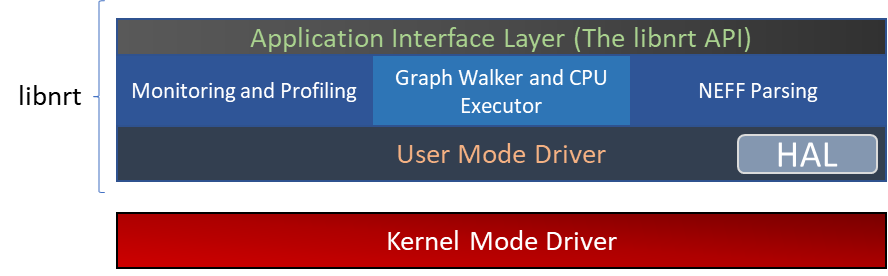 Application Interface Layer (The libnrt API)
libnrt
Monitoring and Profiling
Graph Walker and CPU
Executor
NEFF Parsing
User Mode Driver
HAL
Kernel Mode Driver